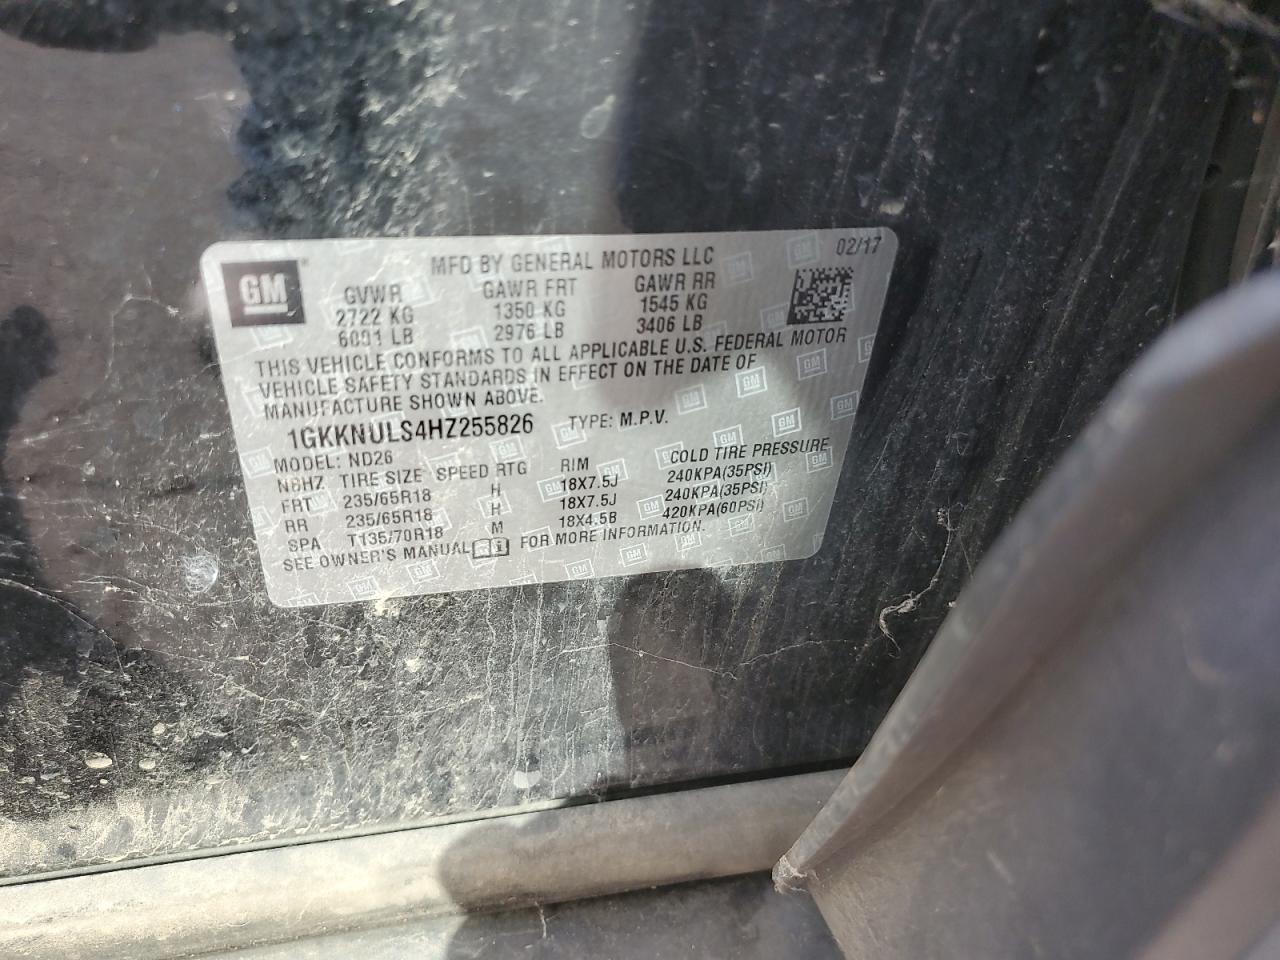 02/17
GM
MFD BY GENERAL MOTORS LLC
GVWR GAWR FRT GAWR RR
2722 KG 1350 KG 1545 KG
6001 LB 2976 LB 3406 LB
THIS VEHICLE CONFORMS TO ALL APPLICABLE U.S. FEDERAL MOTOR
VEHICLE SAFETY STANDARDS IN EFFECT ON THE DATE OF
MANUFACTURE SHOWN ABOVE.
1GKKNULS4HZ255826 TYPE: M.P.V.
MODEL: ND26
N8HZ TIRE SIZE SPEED RTG RIM COLD TIRE PRESSURE
FRT 235/65R18 H 18X7.5J 240KPA(35PSI)
RR 235/65R18 H 18X7.5J 240KPA(35PSI)
SPA T135/70R18 M 18X4.5B 420KPA(60PSI)
SEE OWNER'S MANUAL FOR MORE INFORMATION.